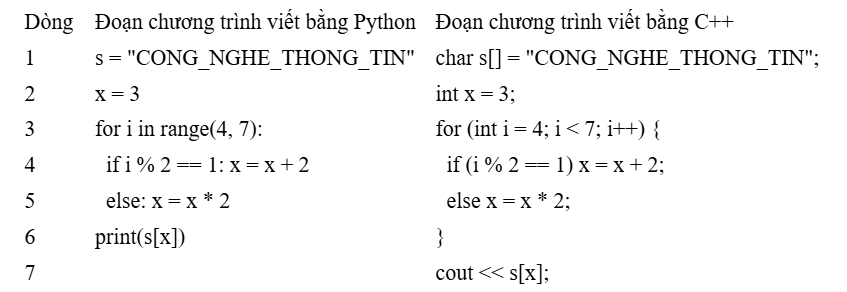 Dòng Đoạn chương trình viết bằng Python Đoạn chương trình viết bằng C++
1 s = "CONG_NGHE_THONG_TIN" char s[] = "CONG_NGHE_THONG_TIN";
2 x = 3 int x = 3;
3 for i in range(4, 7): for (int i = 4; i < 7; i++) {
4 if i % 2 == 1: x = x + 2 if (i % 2 == 1) x = x + 2;
5 else: x = x * 2 else x = x * 2;
6 print(s[x]) }
7 cout << s[x];